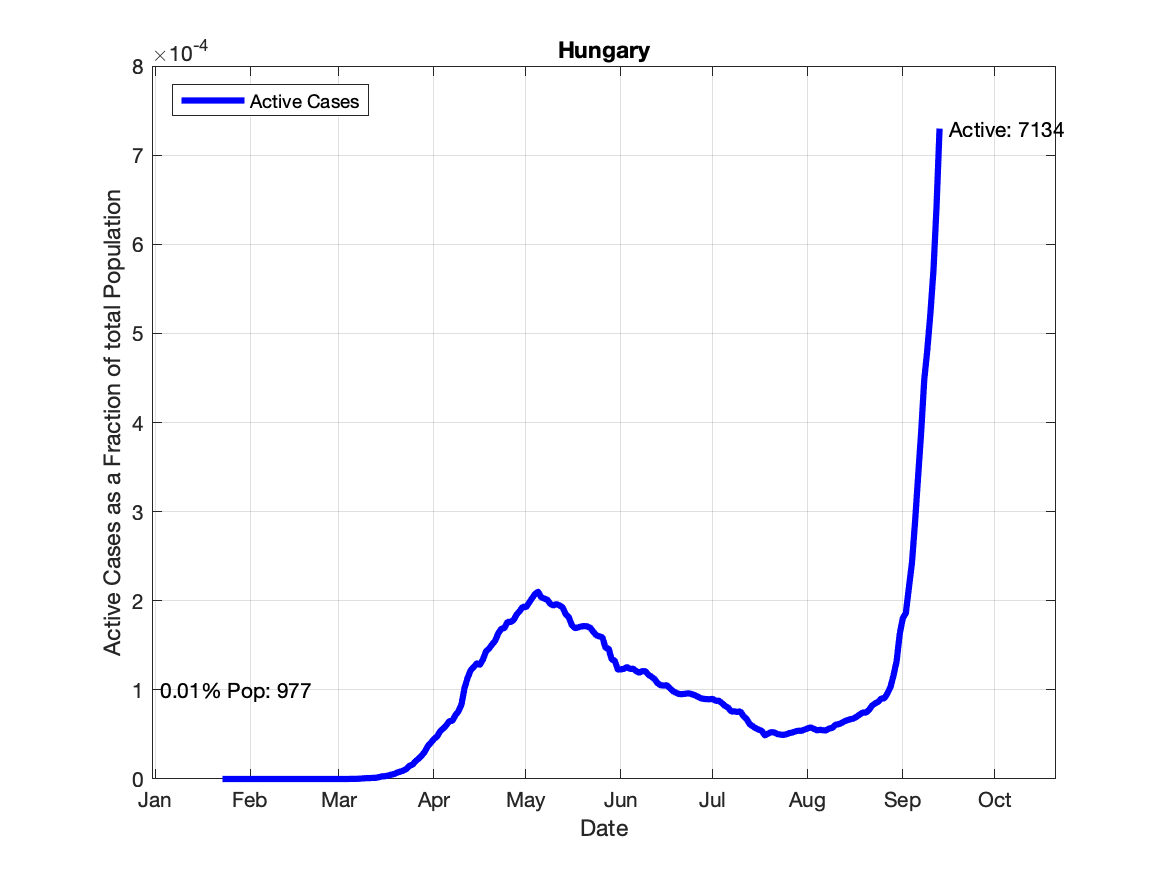 Hungary
×10-4
8
7
6
5
4
3
2
1
0
Active Cases as a Fraction of total Population
Active Cases
Active: 7134
0.01% Pop: 977
Jan Feb Mar Apr May Jun Jul Aug Sep Oct
Date